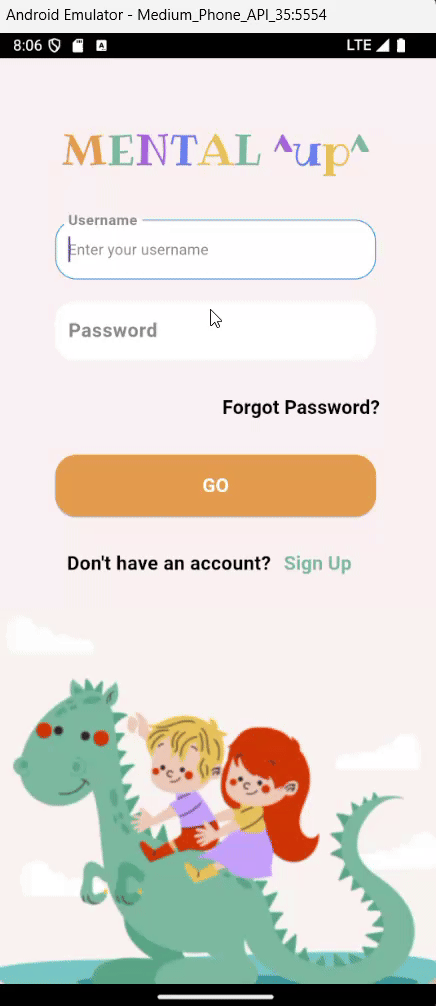 Android Emulator - Medium_Phone_API_35:5554
8:06 A LTE
MENTAL ^up^
Username
Enter your username
Password
Forgot Password?
GO
Don't have an account? Sign Up